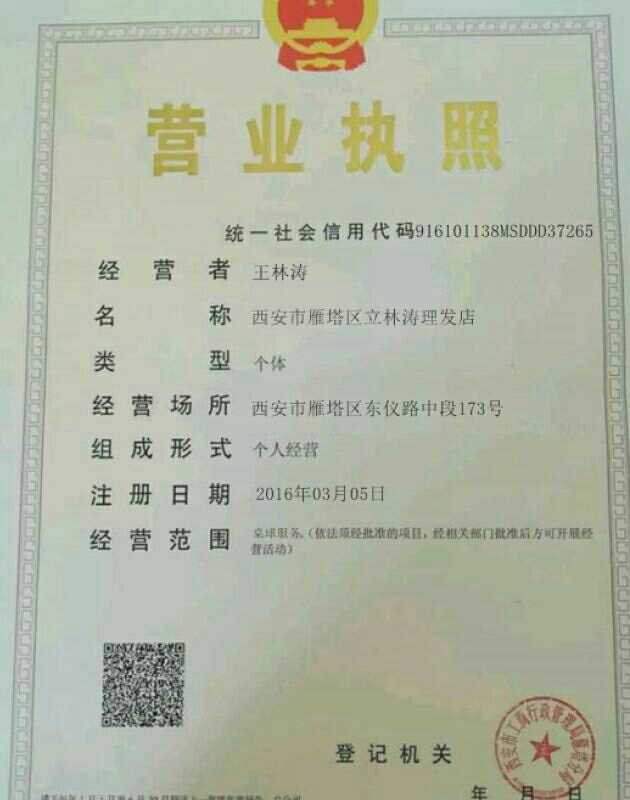 营业执照
统一社会信用代码916101138MSDDD37265
经营者 王林涛
名称 西安市雁塔区立林涛理发店
类型 个体
经营场所 西安市雁塔区东仪路中段173号
组成形式 个人经营
注册日期 2016年03月05日
经营范围 桌球服务。(依法须经批准的项目，经相关部门批准后方可开展经
营活动)
登记机关
西安市工商行政管理局雁塔分局
年 月 日